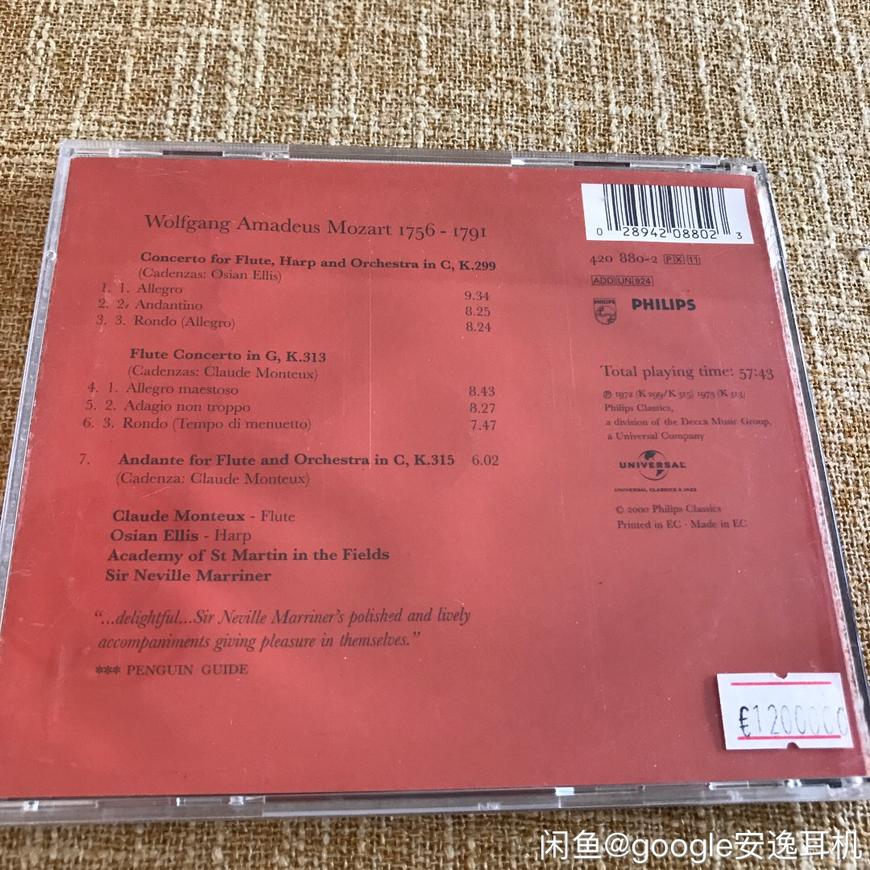 Wolfgang Amadeus Mozart 1756 - 1791
Concerto for Flute, Harp and Orchestra in C, K.299
(Cadenzas: Osian Ellis)
1. 1. Allegro 9.34
2. 2. Andantino 8.25
3. 3. Rondo (Allegro) 8.24
Flute Concerto in G, K.313
(Cadenzas: Claude Monteux)
4. 1. Allegro maestoso 8.43
5. 2. Adagio non troppo 8.27
6. 3. Rondo (Tempo di menuetto) 7.47
7. Andante for Flute and Orchestra in C, K.315 6.02
(Cadenza: Claude Monteux)
Claude Monteux - Flute
Osian Ellis - Harp
Academy of St Martin in the Fields
Sir Neville Marriner
“...delightful...Sir Neville Marriner’s polished and lively
accompaniments giving pleasure in themselves.”
*** PENGUIN GUIDE
0 28942 08802 3
420 880-2 PX 11
ADD UN 924
PHILIPS
PHILIPS
Total playing time: 57:43
℗ 1972 (K 299/K 315) 1973 (K 313)
Philips Classics,
a division of the Decca Music Group,
a Universal Company
UNIVERSAL
UNIVERSAL CLASSICS & JAZZ
© 2000 Philips Classics
Printed in EC · Made in EC
€1200000
闲鱼@google安逸耳机